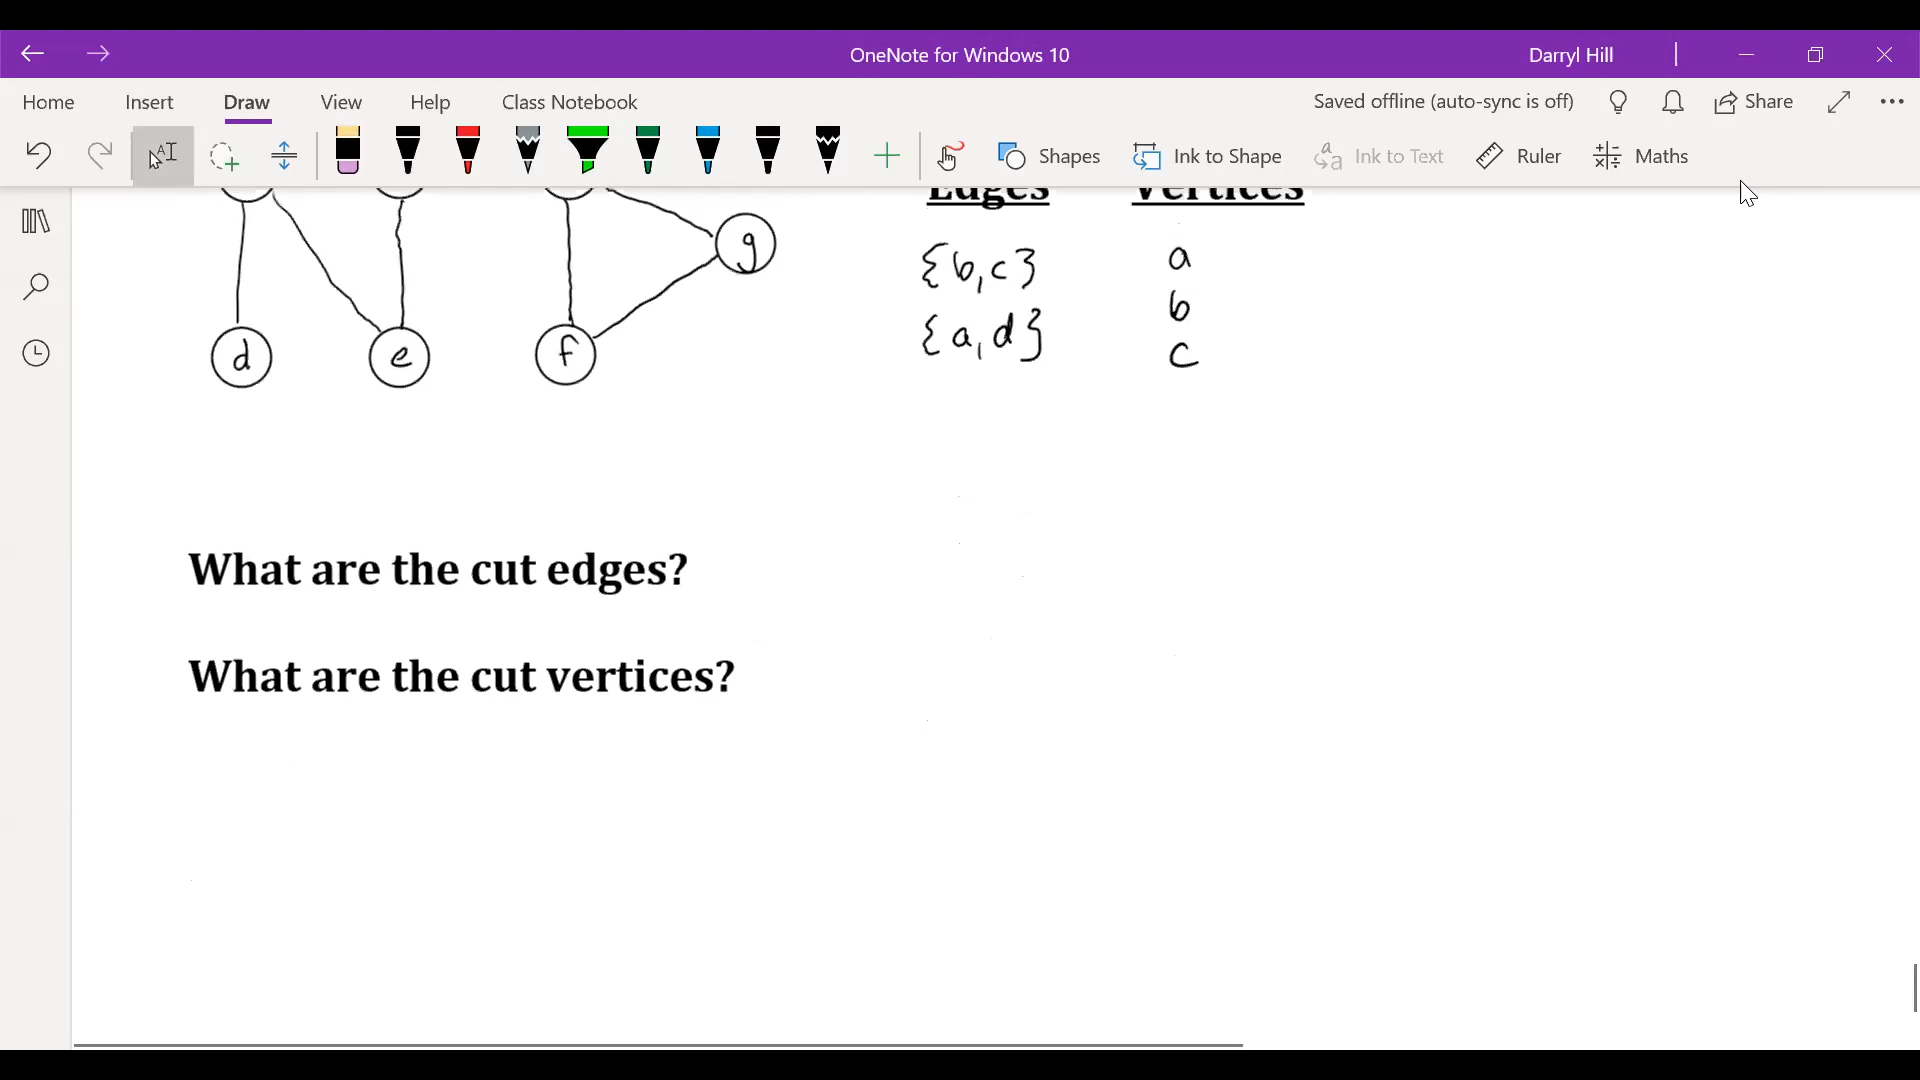 OneNote for Windows 10
Darryl Hill
Home Insert Draw View Help Class Notebook
Saved offline (auto-sync is off) Share
Shapes Ink to Shape Ink to Text Ruler Maths
Edges Vertices
g
{b,c} a
b
{a,d}
d e f c
What are the cut edges?
What are the cut vertices?